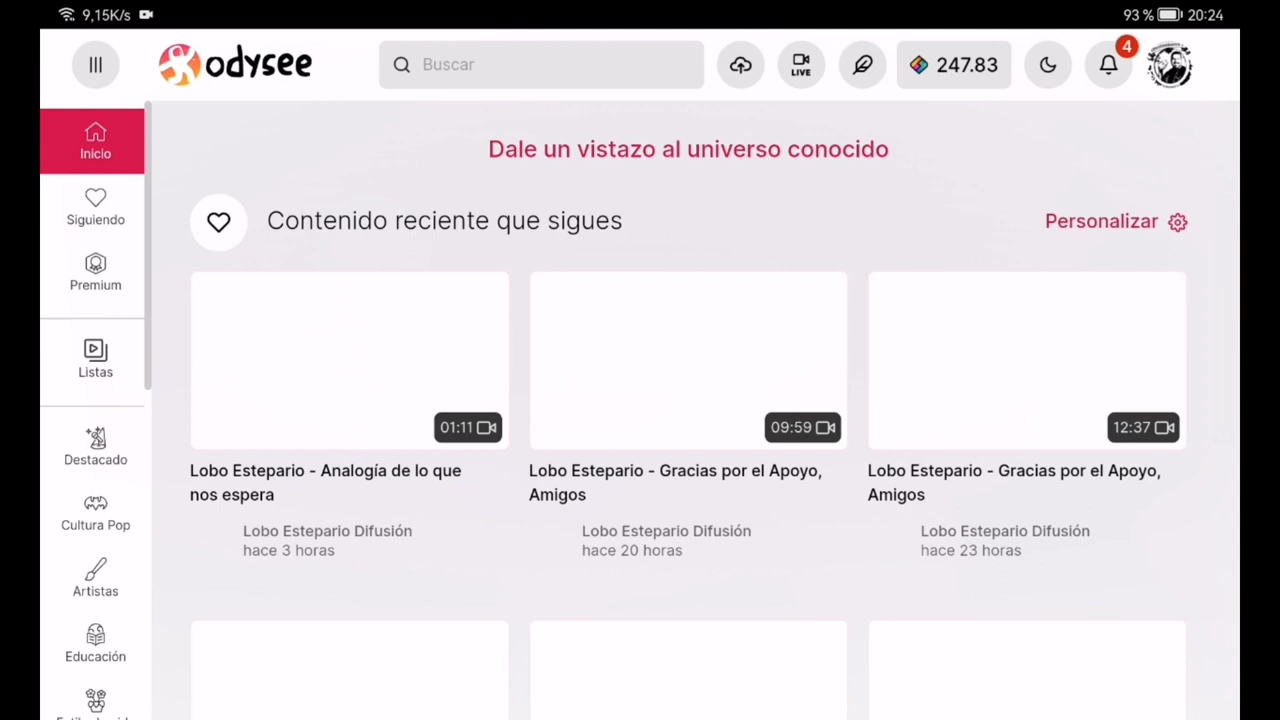 9,15K/s
93 % 20:24
odysee
Buscar
LIVE
247.83
4
Inicio
Siguiendo
Premium
Listas
Destacado
Cultura Pop
Artistas
Educación
Dale un vistazo al universo conocido
Contenido reciente que sigues
Personalizar
01:11
09:59
12:37
Lobo Estepario - Analogía de lo que
nos espera
Lobo Estepario Difusión
hace 3 horas
Lobo Estepario - Gracias por el Apoyo,
Amigos
Lobo Estepario Difusión
hace 20 horas
Lobo Estepario - Gracias por el Apoyo,
Amigos
Lobo Estepario Difusión
hace 23 horas